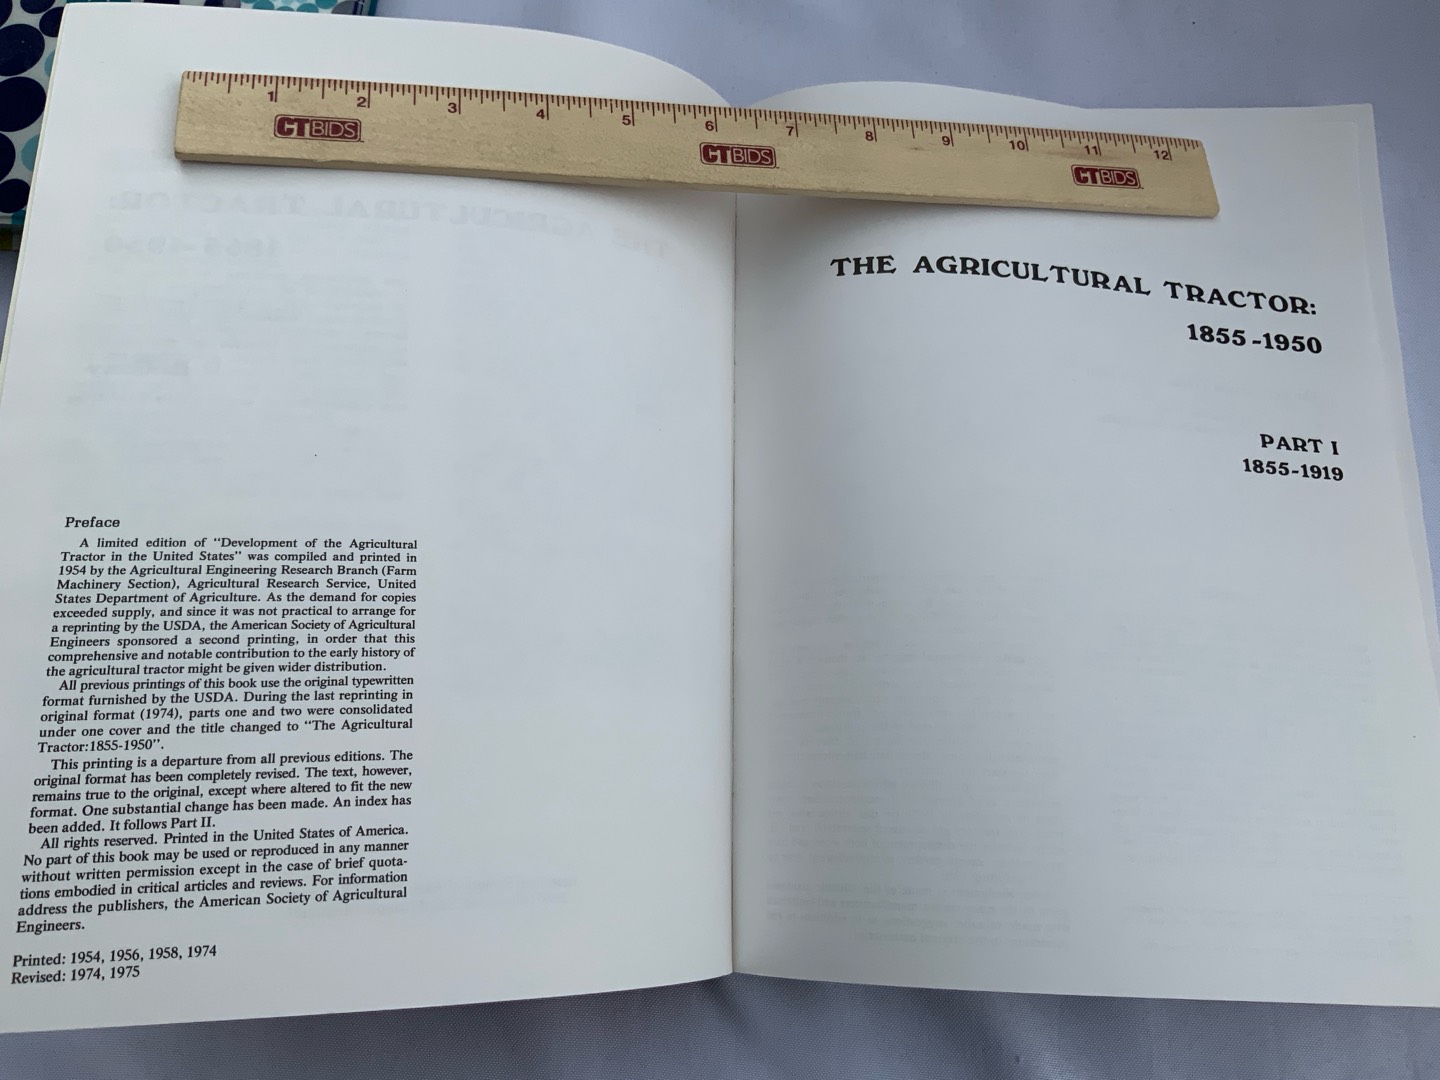 1 2 3 4 5 6 7 8 9 10 11 12
CTBIDS CTBIDS CTBIDS
Preface
A limited edition of "Development of the Agricultural
Tractor in the United States" was compiled and printed in
1954 by the Agricultural Engineering Research Branch (Farm
Machinery Section), Agricultural Research Service, United
States Department of Agriculture. As the demand for copies
exceeded supply, and since it was not practical to arrange for
a reprinting by the USDA, the American Society of Agricultural
Engineers sponsored a second printing, in order that this
comprehensive and notable contribution to the early history of
the agricultural tractor might be given wider distribution.
All previous printings of this book use the original typewritten
format furnished by the USDA. During the last reprinting in
original format (1974), parts one and two were consolidated
under one cover and the title changed to "The Agricultural
Tractor:1855-1950".
This printing is a departure from all previous editions. The
original format has been completely revised. The text, however,
remains true to the original, except where altered to fit the new
format. One substantial change has been made. An index has
been added. It follows Part II.
All rights reserved. Printed in the United States of America.
No part of this book may be used or reproduced in any manner
without written permission except in the case of brief quota-
tions embodied in critical articles and reviews. For information
address the publishers, the American Society of Agricultural
Engineers.
Printed: 1954, 1956, 1958, 1974
Revised: 1974, 1975
THE AGRICULTURAL TRACTOR:
1855-1950
PART I
1855-1919